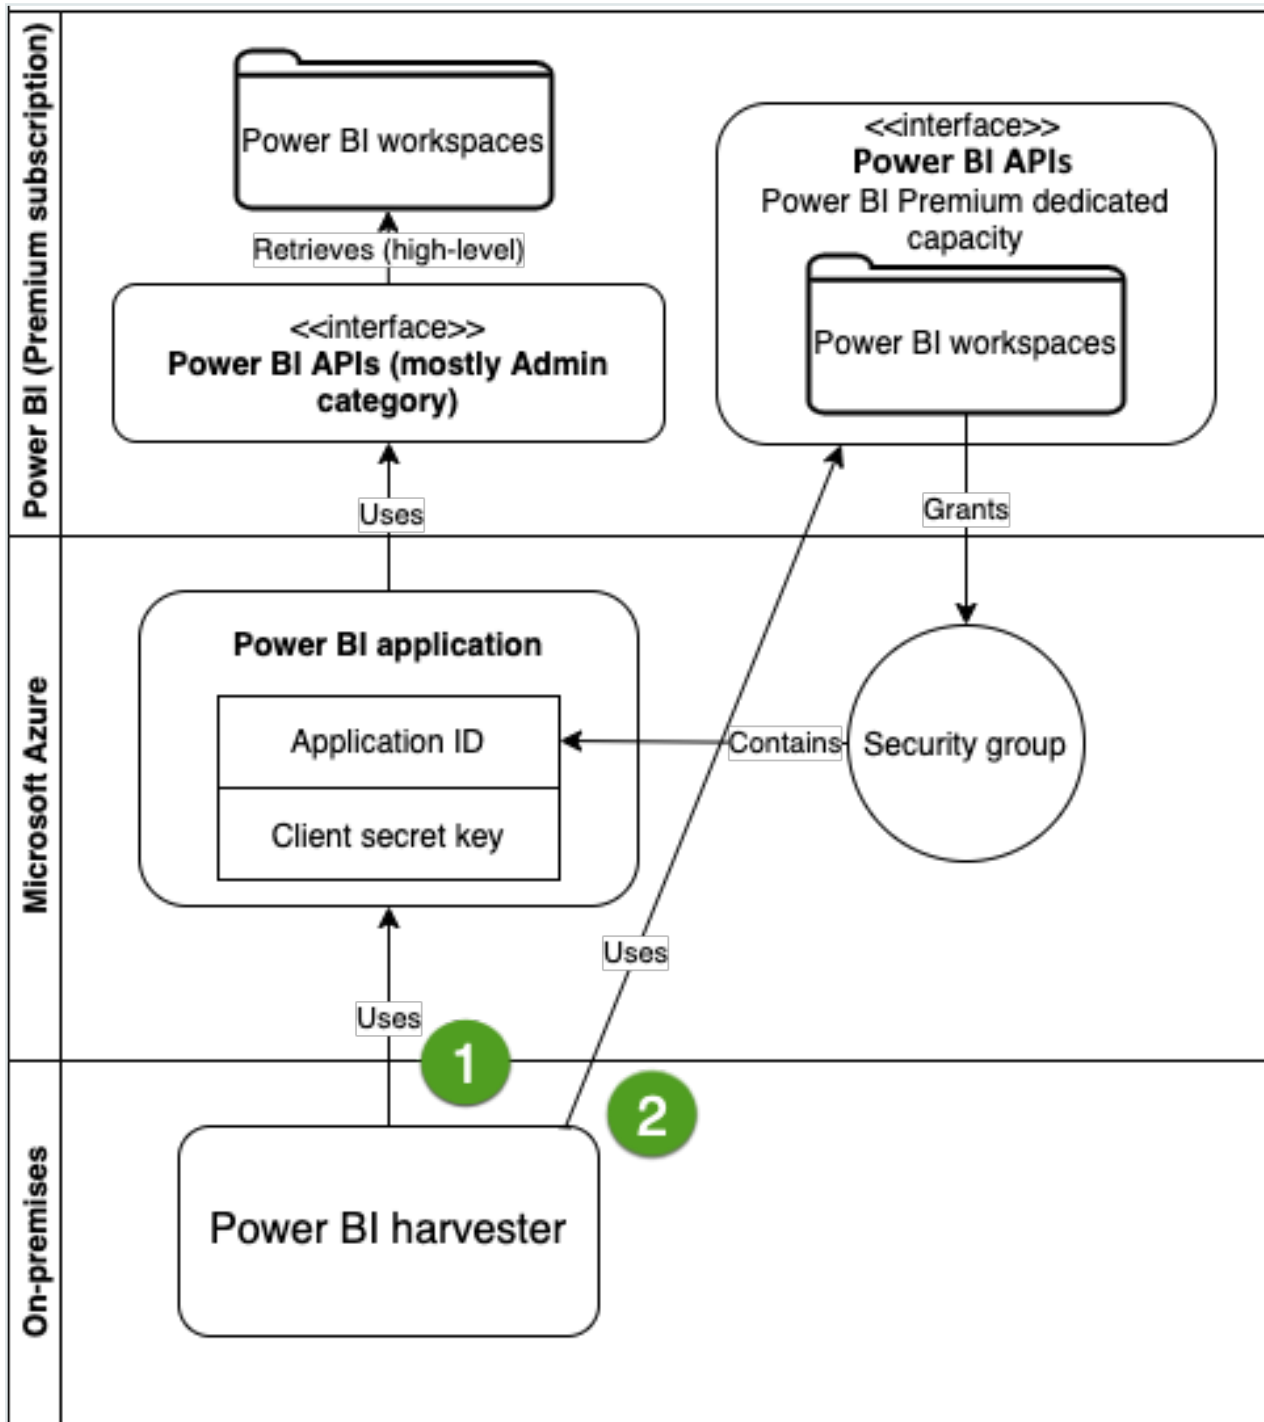 Power BI (Premium subscription)
Power BI workspaces
Retrieves (high-level)
<<interface>>
Power BI APIs (mostly Admin
category)
Uses
<<interface>>
Power BI APIs
Power BI Premium dedicated
capacity
Power BI workspaces
Grants
Microsoft Azure
Power BI application
Application ID
Client secret key
Contains
Security group
Uses
Uses
1
2
On-premises
Power BI harvester